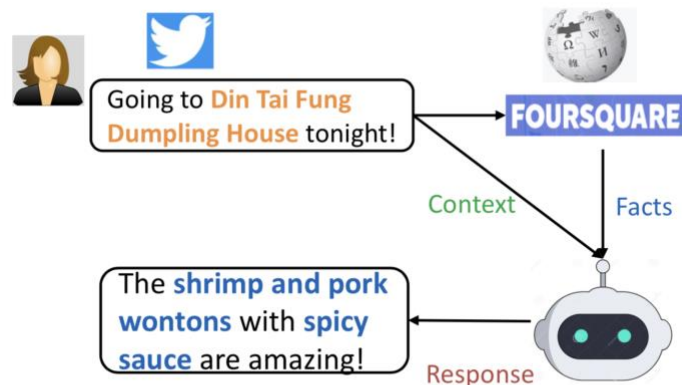 Going to Din Tai Fung
Dumpling House tonight!
FOURSQUARE
Context
Facts
The shrimp and pork
wontons with spicy
sauce are amazing!
Response